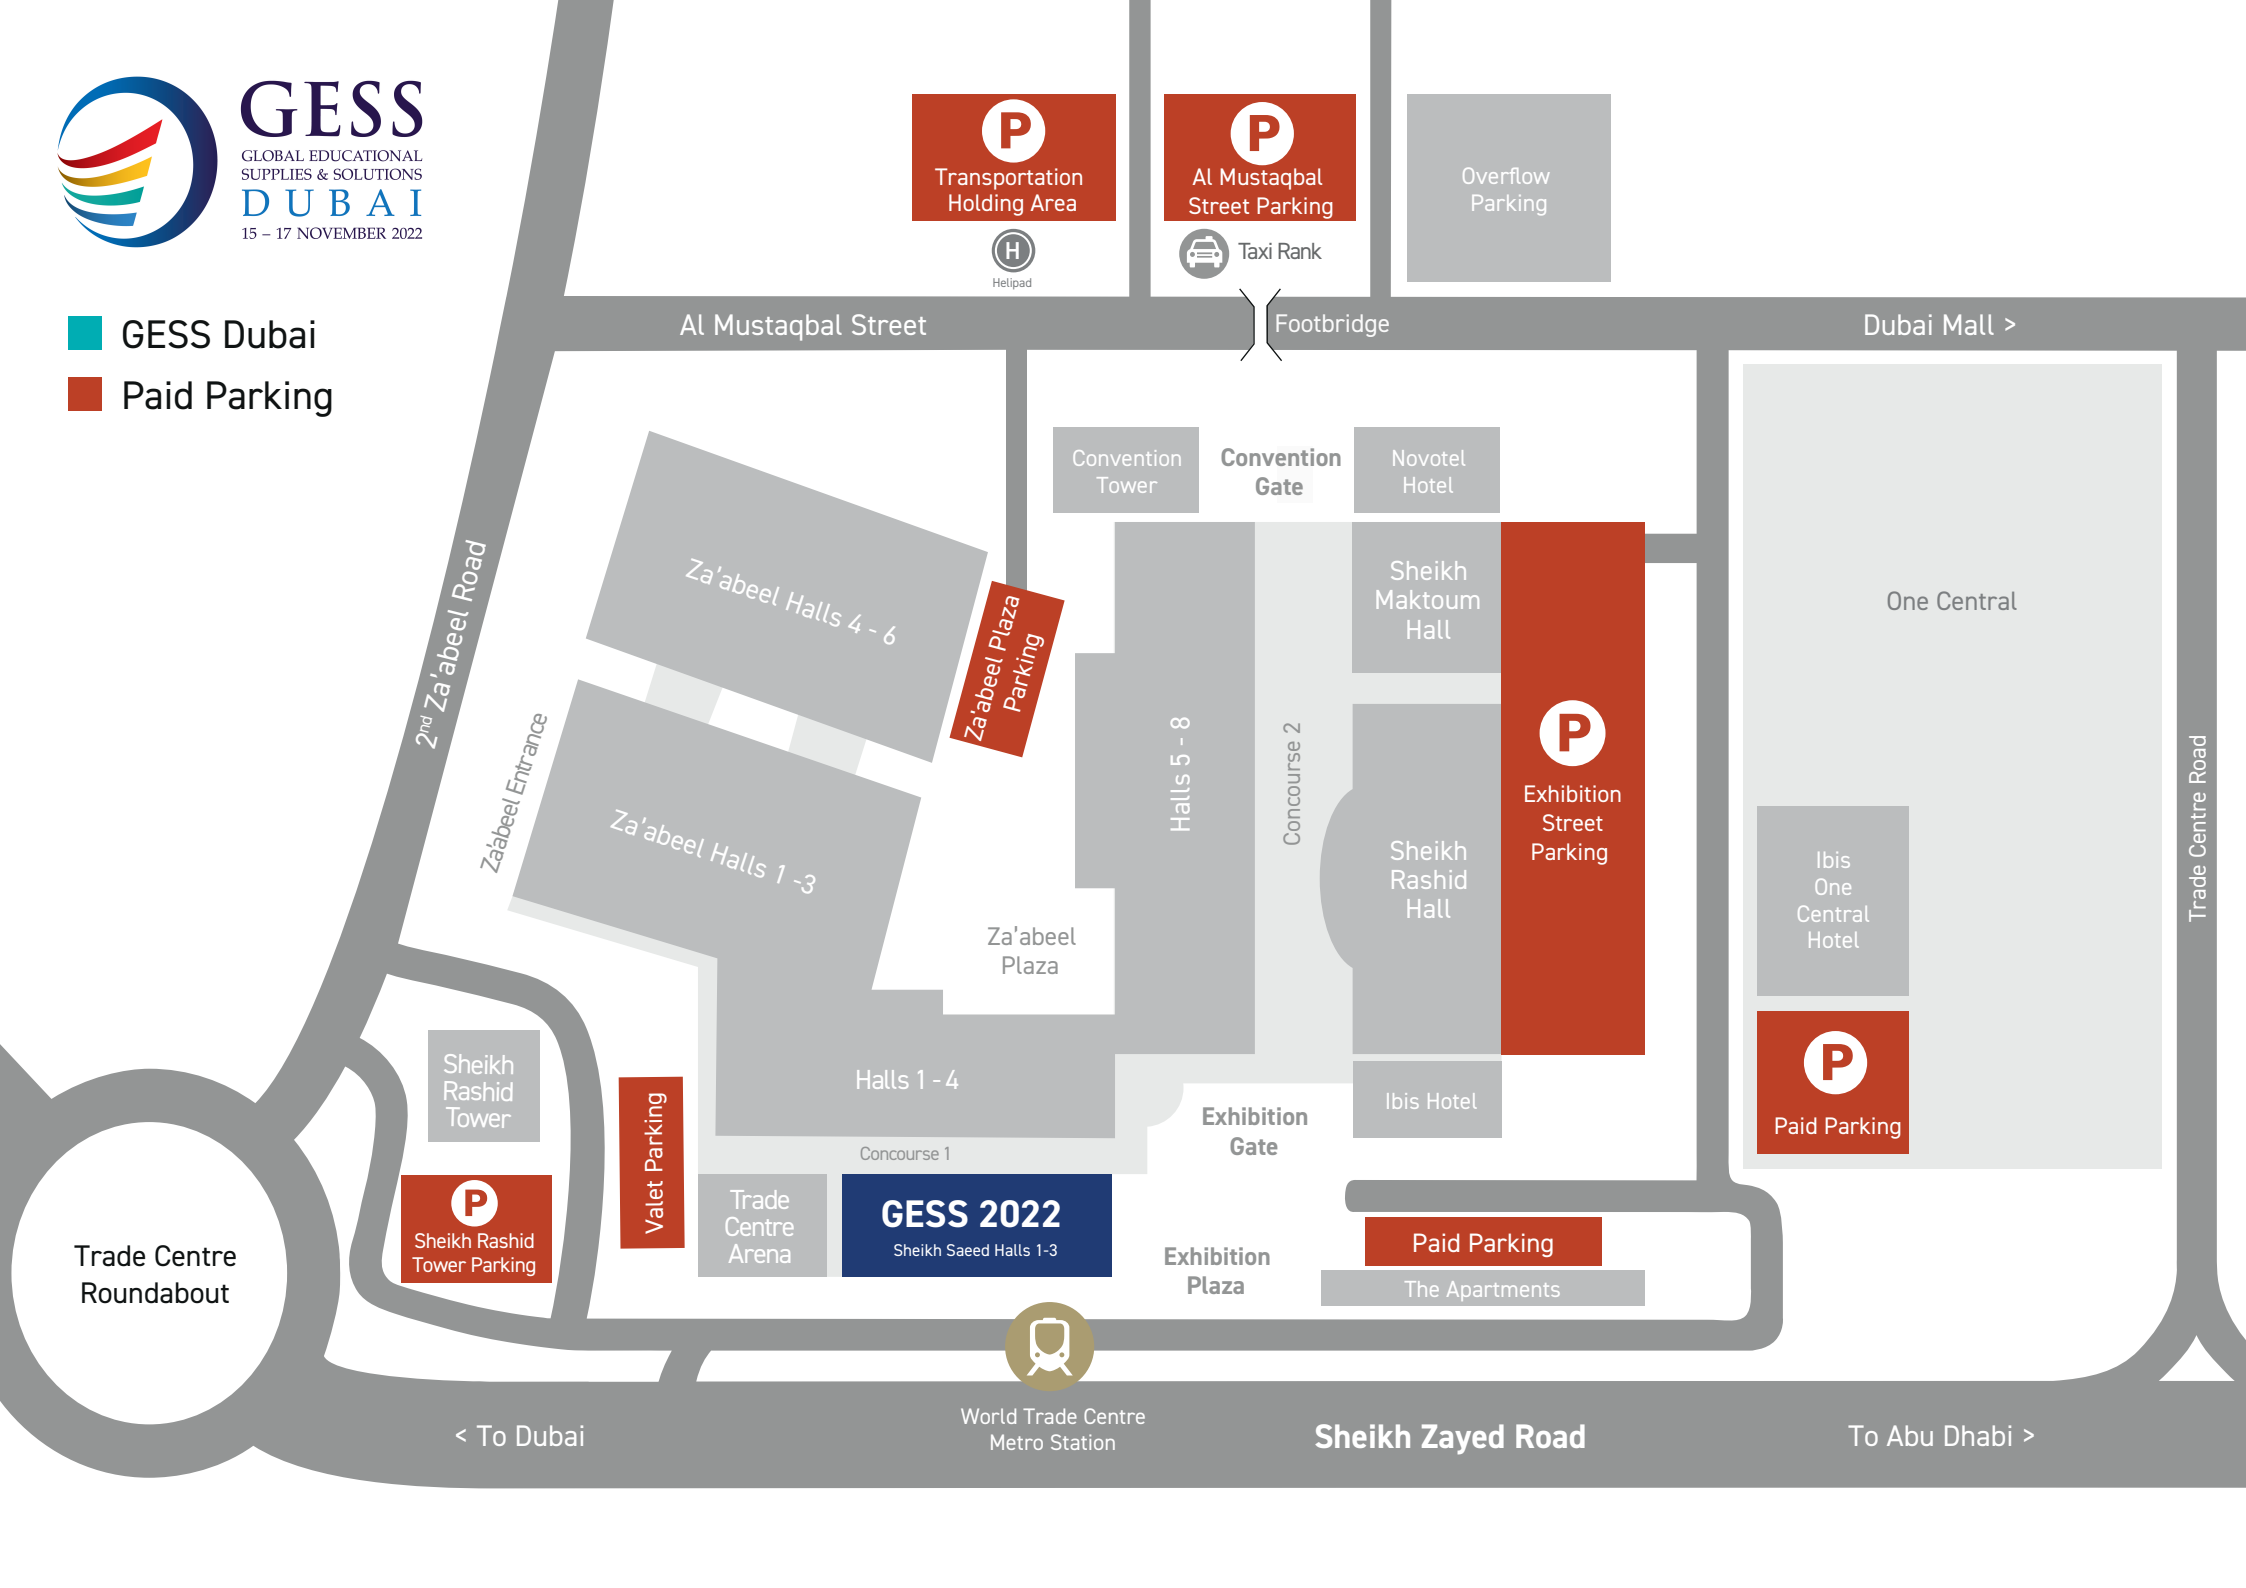 GESS
GLOBAL EDUCATIONAL
SUPPLIES & SOLUTIONS
DUBAI
15 – 17 NOVEMBER 2022
GESS Dubai
Paid Parking
P
Transportation
Holding Area
H
Helipad
P
Al Mustaqbal
Street Parking
Taxi Rank
Overflow
Parking
Al Mustaqbal Street
Footbridge
Dubai Mall >
2nd Za'abeel Road
Convention
Tower
Convention
Gate
Novotel
Hotel
Za'abeel Halls 4 - 6
Za'abeel Plaza
Parking
Sheikh
Maktoum
Hall
One Central
Za'abeel Entrance
Za'abeel Halls 1 -3
Halls 5 - 8
Concourse 2
P
Exhibition
Street
Parking
Sheikh
Rashid
Hall
Trade Centre Road
Ibis
One
Central
Hotel
Za'abeel
Plaza
P
Paid Parking
Sheikh
Rashid
Tower
Halls 1 - 4
Ibis Hotel
Exhibition
Gate
Valet Parking
Concourse 1
P
Sheikh Rashid
Tower Parking
Trade
Centre
Arena
GESS 2022
Sheikh Saeed Halls 1-3
Exhibition
Plaza
Paid Parking
The Apartments
Trade Centre
Roundabout
< To Dubai
World Trade Centre
Metro Station
Sheikh Zayed Road
To Abu Dhabi >